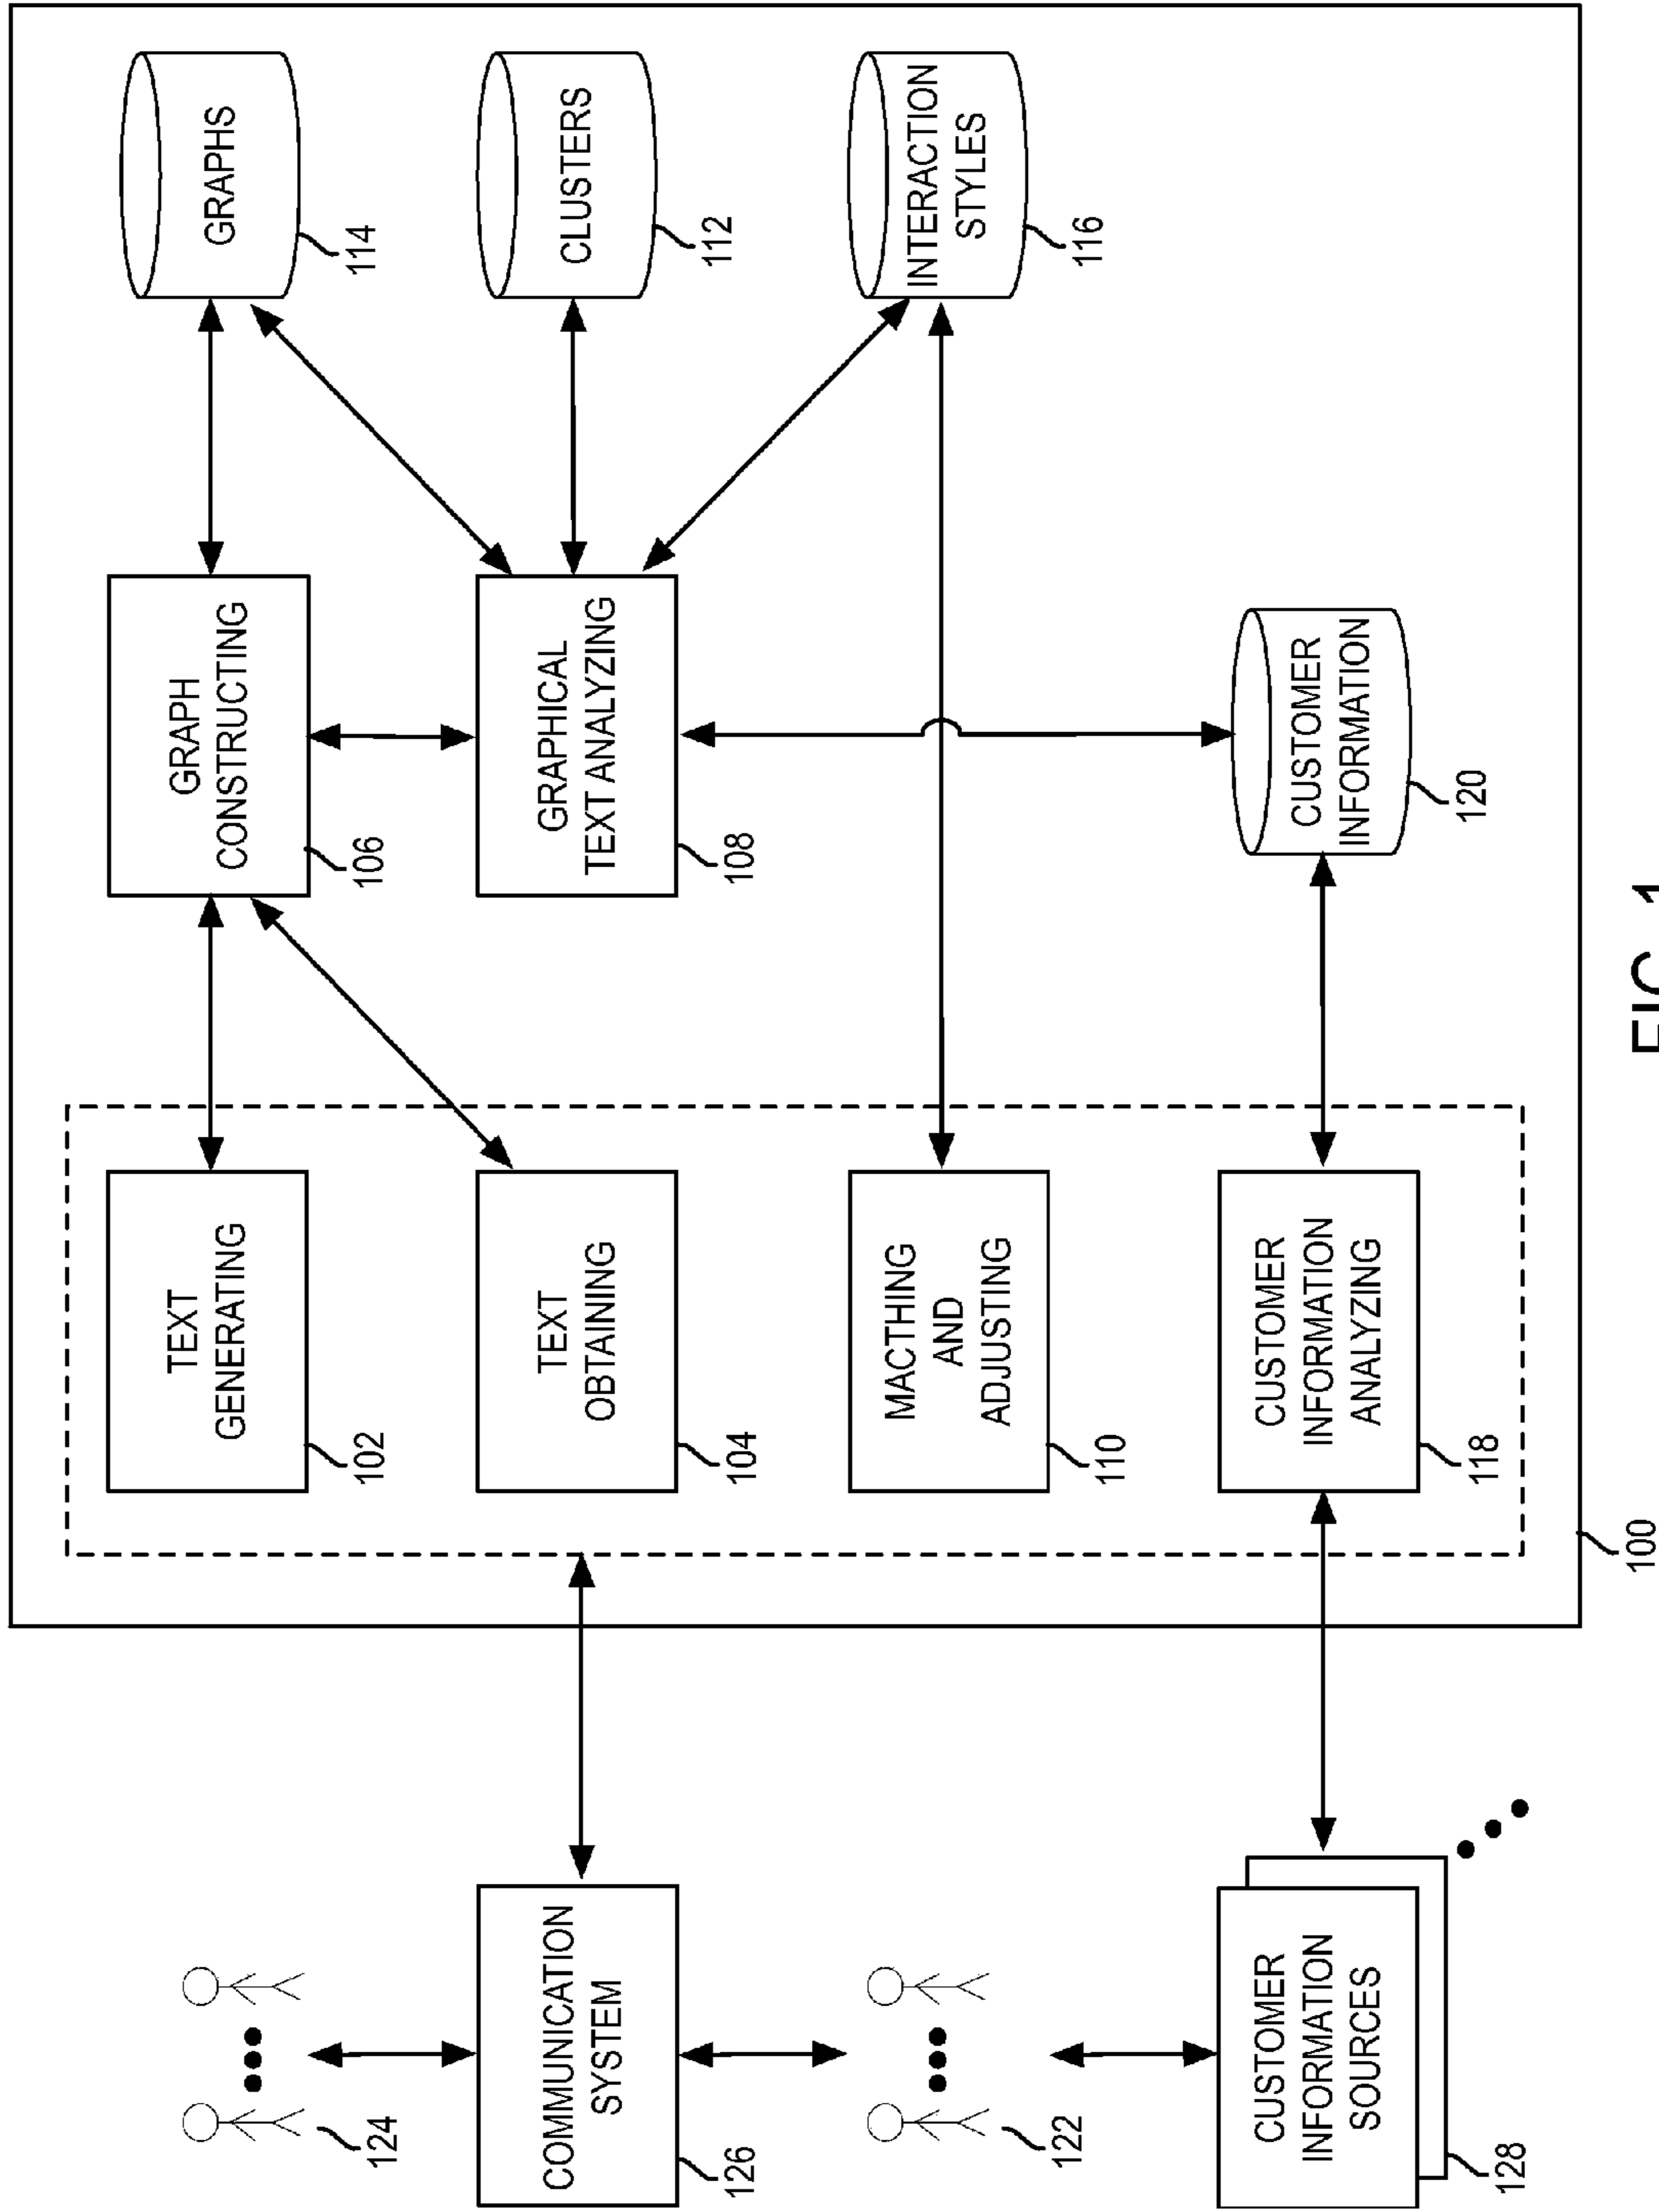 124
TEXT
GENERATING
102
GRAPH
CONSTRUCTING
106
GRAPHS
114
COMMUNICATION
SYSTEM
126
TEXT
OBTAINING
104
GRAPHICAL
TEXT ANALYZING
108
CLUSTERS
112
122
MACTHING
AND
ADJUSTING
110
INTERACTION
STYLES
116
CUSTOMER
INFORMATION
SOURCES
128
CUSTOMER
INFORMATION
ANALYZING
118
CUSTOMER
INFORMATION
120
100
FIG. 1